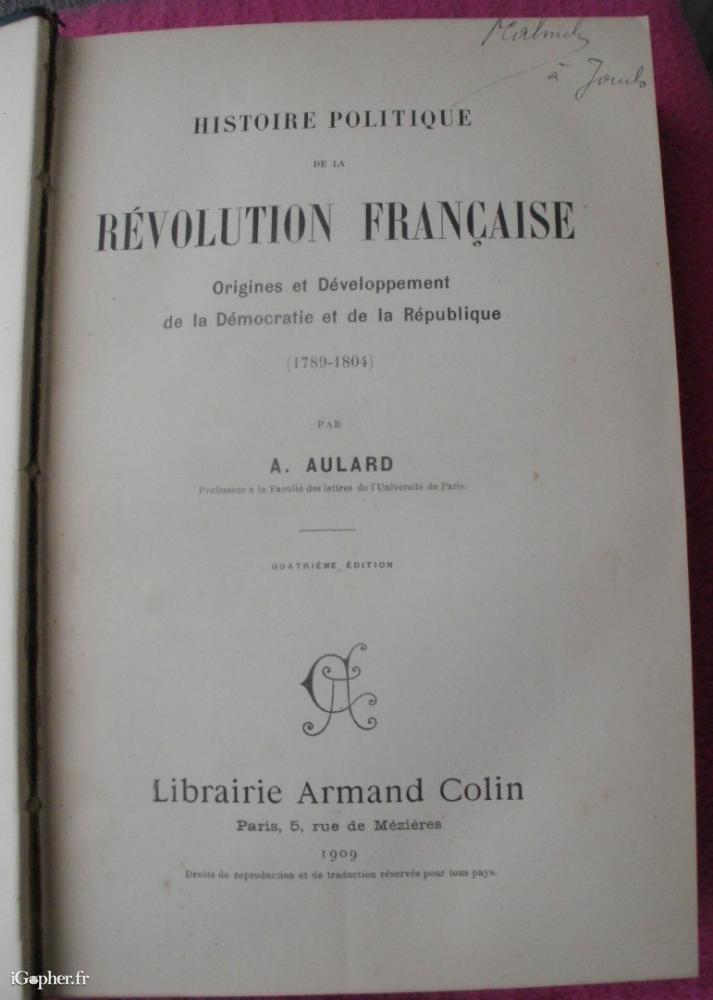 à
HISTOIRE POLITIQUE
DE LA
RÉVOLUTION FRANÇAISE
Origines et Développement
de la Démocratie et de la République
(1789-1804)
PAR
A. AULARD
Professeur à la Faculté des lettres de l'Université de Paris.
QUATRIÈME ÉDITION
Librairie Armand Colin
Paris, 5, rue de Mézières
1909
Droits de reproduction et de traduction réservés pour tous pays.
iGopher.fr